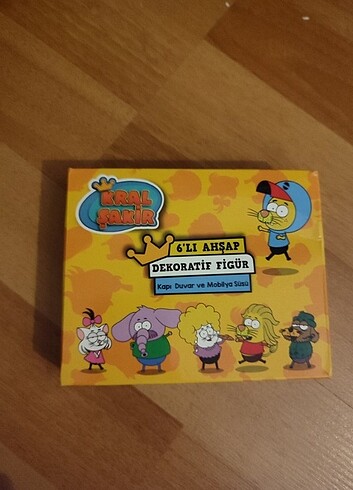 KRAL
ŞAKİR
6'LI AHŞAP
DEKORATİF FİGÜR
Kapı Duvar ve Mobilya Süsü